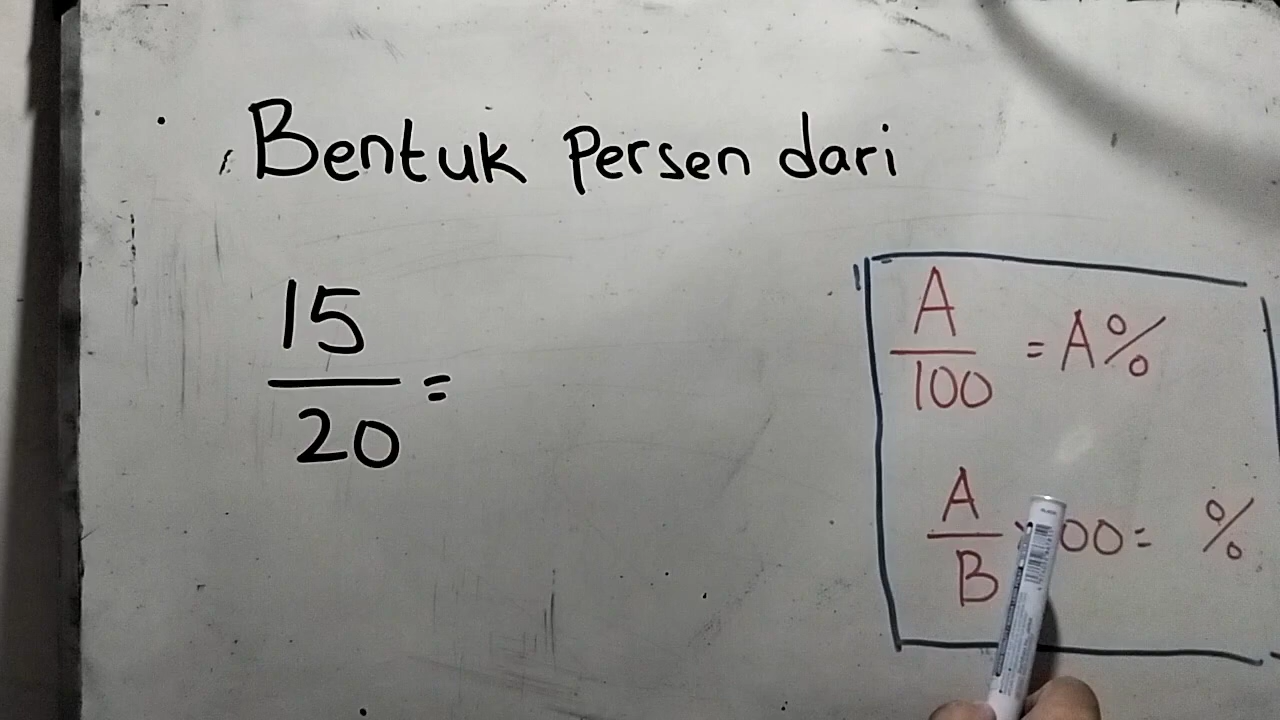 Bentuk Persen dari
15
20 =
A
100 = A%
A
B 00 = %